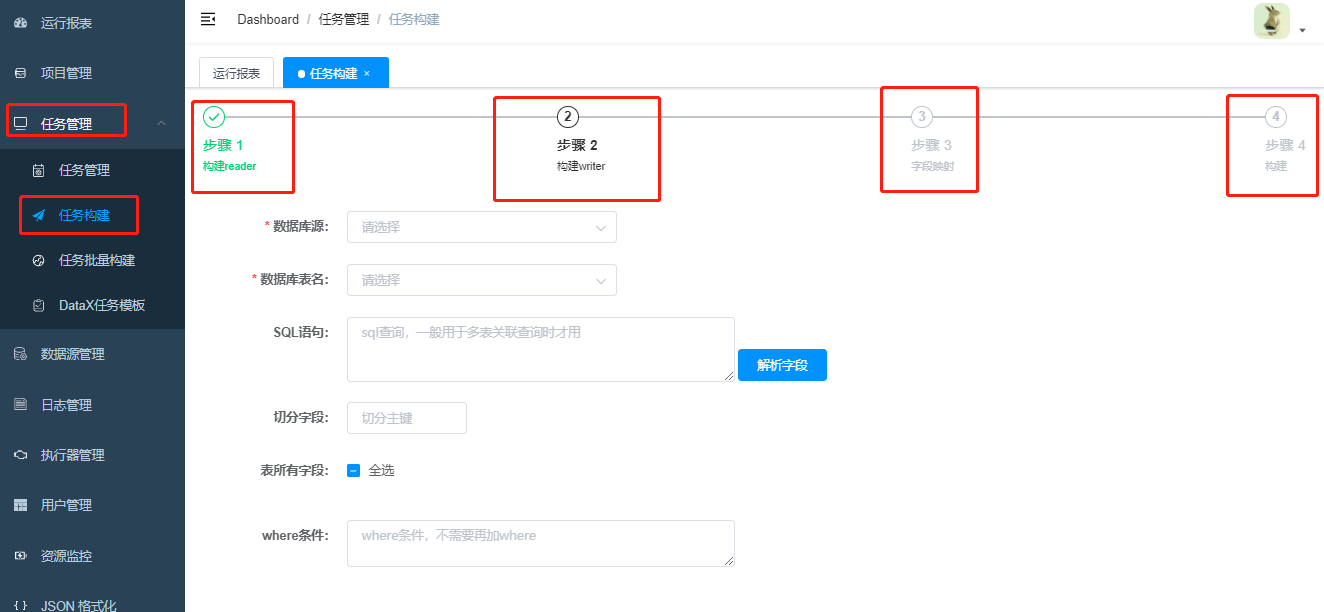 运行报表
项目管理
任务管理
任务管理
任务构建
任务批量构建
DataX任务模板
数据源管理
日志管理
执行器管理
用户管理
资源监控
{ } JSON 格式化
Dashboard / 任务管理 / 任务构建
运行报表
任务构建 ×
步骤 1
构建reader
2
步骤 2
构建writer
3
步骤 3
字段映射
4
步骤 4
构建
* 数据库源: 请选择
* 数据库表名: 请选择
SQL语句: sql查询，一般用于多表关联查询时才用
解析字段
切分字段: 切分主键
表所有字段: 全选
where条件: where条件，不需要再加where